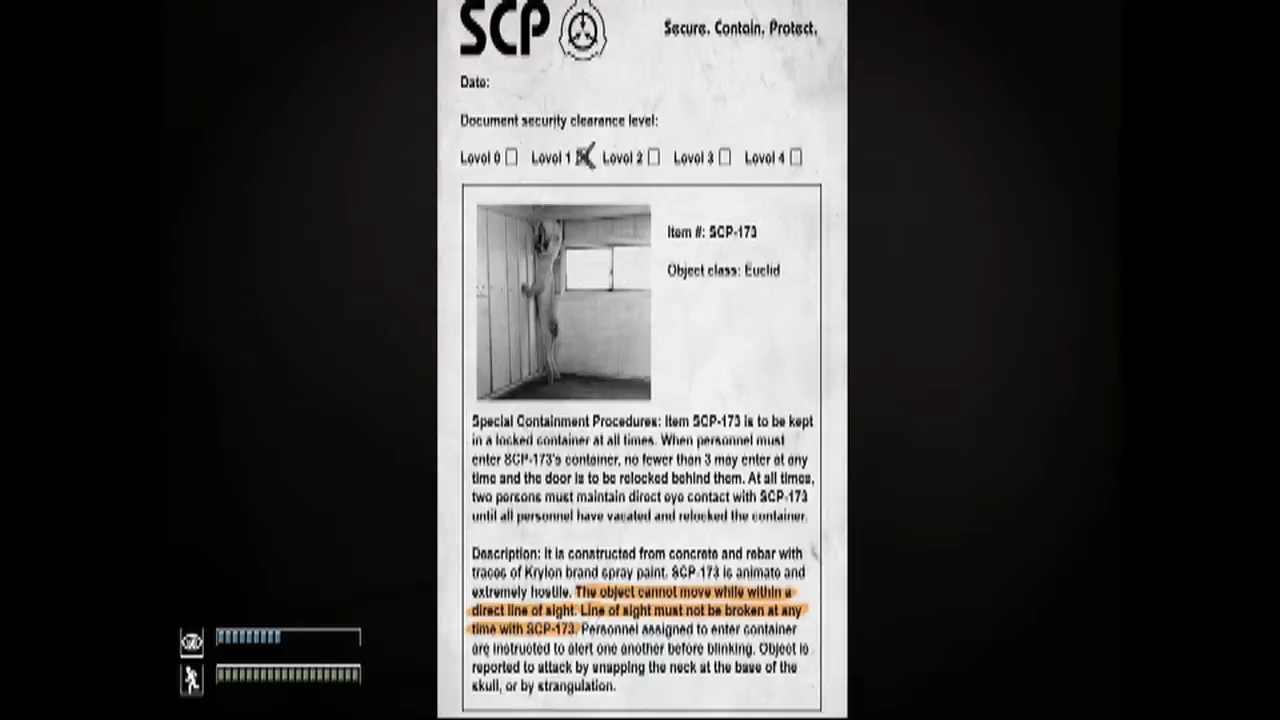 SCP
Secure. Contain. Protect.
Date:
Document security clearance level:
Level 0 Level 1 Level 2 Level 3 Level 4
Item #: SCP-173
Object class: Euclid
Special Containment Procedures: Item SCP-173 is to be kept
in a locked container at all times. When personnel must
enter SCP-173's container, no fewer than 3 may enter at any
time and the door is to be relocked behind them. At all times,
two persons must maintain direct eye contact with SCP-173
until all personnel have vacated and relocked the container.
Description: It is constructed from concrete and rebar with
traces of Krylon brand spray paint. SCP-173 is animate and
extremely hostile. The object cannot move while within a
direct line of sight. Line of sight must not be broken at any
time with SCP-173. Personnel assigned to enter container
are instructed to alert one another before blinking. Object is
reported to attack by snapping the neck at the base of the
skull, or by strangulation.